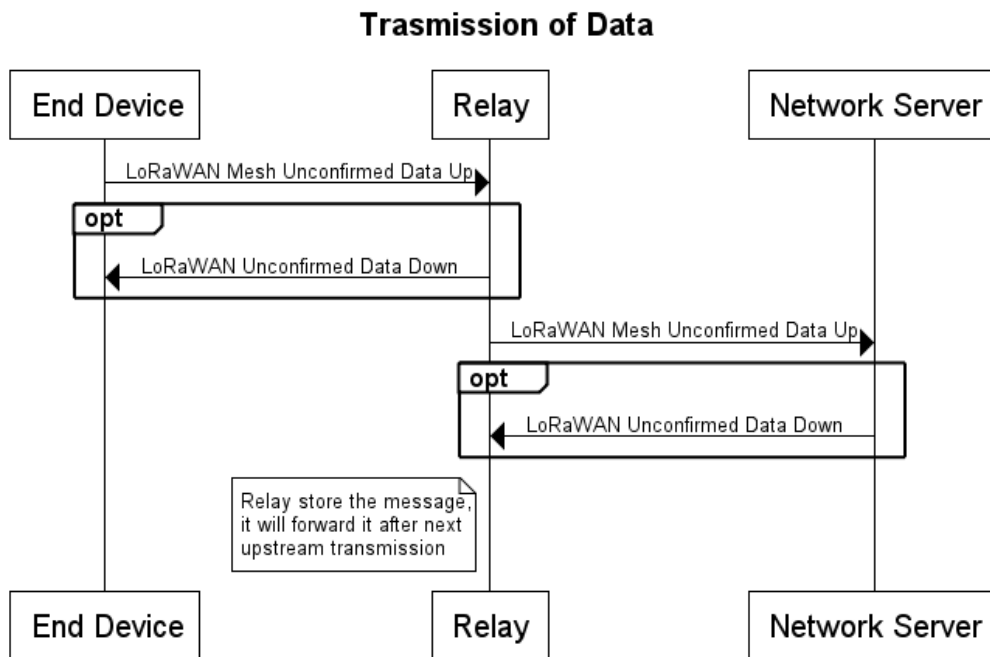 Trasmission of Data
End Device
Relay
Network Server
LoRaWAN Mesh Unconfirmed Data Up
opt
LoRaWAN Unconfirmed Data Down
LoRaWAN Mesh Unconfirmed Data Up
opt
LoRaWAN Unconfirmed Data Down
Relay store the message,
it will forward it after next
upstream transmission
End Device
Relay
Network Server